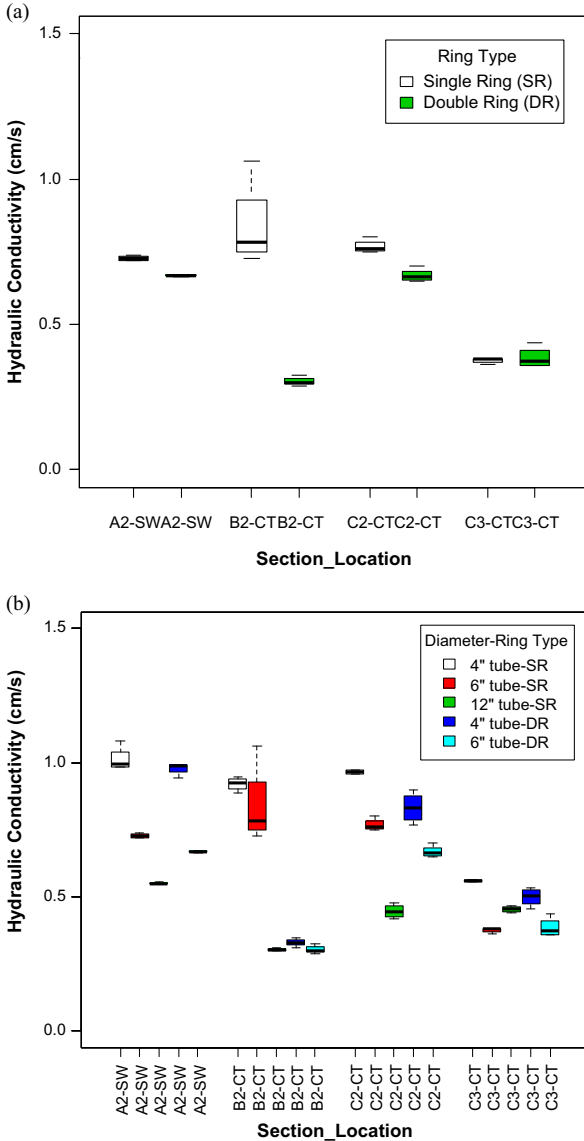 (a)
1.5
1.0
0.5
0.0
Hydraulic Conductivity (cm/s)
Ring Type
Single Ring (SR)
Double Ring (DR)
A2-SW A2-SW B2-CT B2-CT C2-CT C2-CT C3-CT C3-CT
Section_Location
(b)
1.5
1.0
0.5
0.0
Hydraulic Conductivity (cm/s)
Diameter-Ring Type
4" tube-SR
6" tube-SR
12" tube-SR
4" tube-DR
6" tube-DR
A2-SW
A2-SW
A2-SW
A2-SW
A2-SW
B2-CT
B2-CT
B2-CT
B2-CT
B2-CT
C2-CT
C2-CT
C2-CT
C2-CT
C2-CT
C3-CT
C3-CT
C3-CT
C3-CT
C3-CT
Section_Location